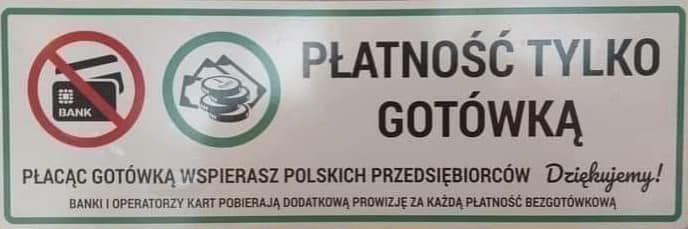 BANK
PŁATNOŚĆ TYLKO
GOTÓWKĄ
PŁACĄC GOTÓWKĄ WSPIERASZ POLSKICH PRZEDSIĘBIORCÓW Dziękujemy!
BANKI I OPERATORZY KART POBIERAJĄ DODATKOWĄ PROWIZJĘ ZA KAŻDĄ PŁATNOŚĆ BEZGOTÓWKOWĄ